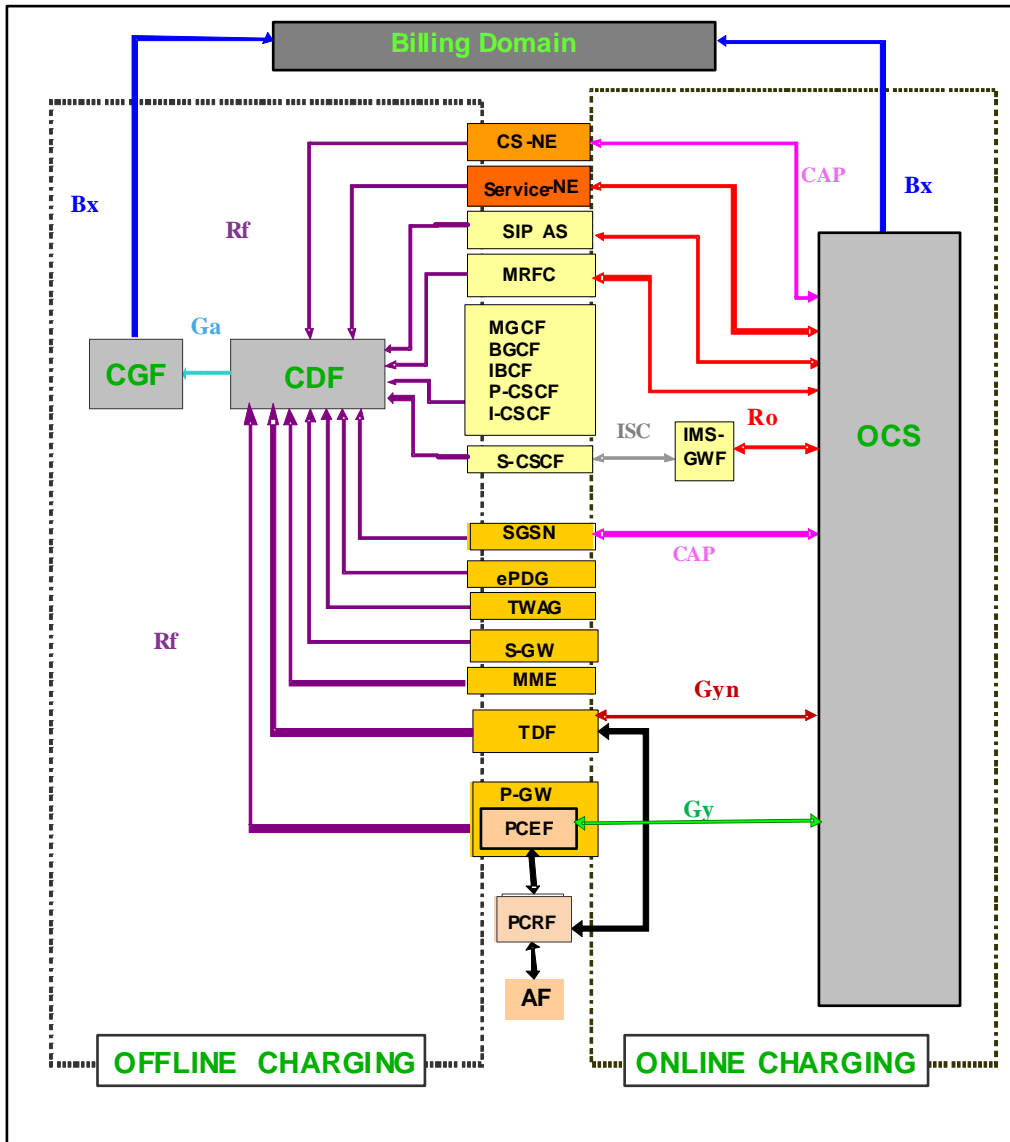 Billing Domain
CS-NE
CAP
Service-NE
Bx
Bx
Rf
SIP AS
MRFC
Ga
MGCF
BGCF
IBCF
P-CSCF
I-CSCF
CGF
CDF
ISC
IMS-
GWF
Ro
OCS
S-CSCF
SGSN
CAP
ePDG
TWAG
Rf
S-GW
MME
Gyn
TDF
P-GW
PCEF
Gy
PCRF
AF
OFFLINE CHARGING
ONLINE CHARGING